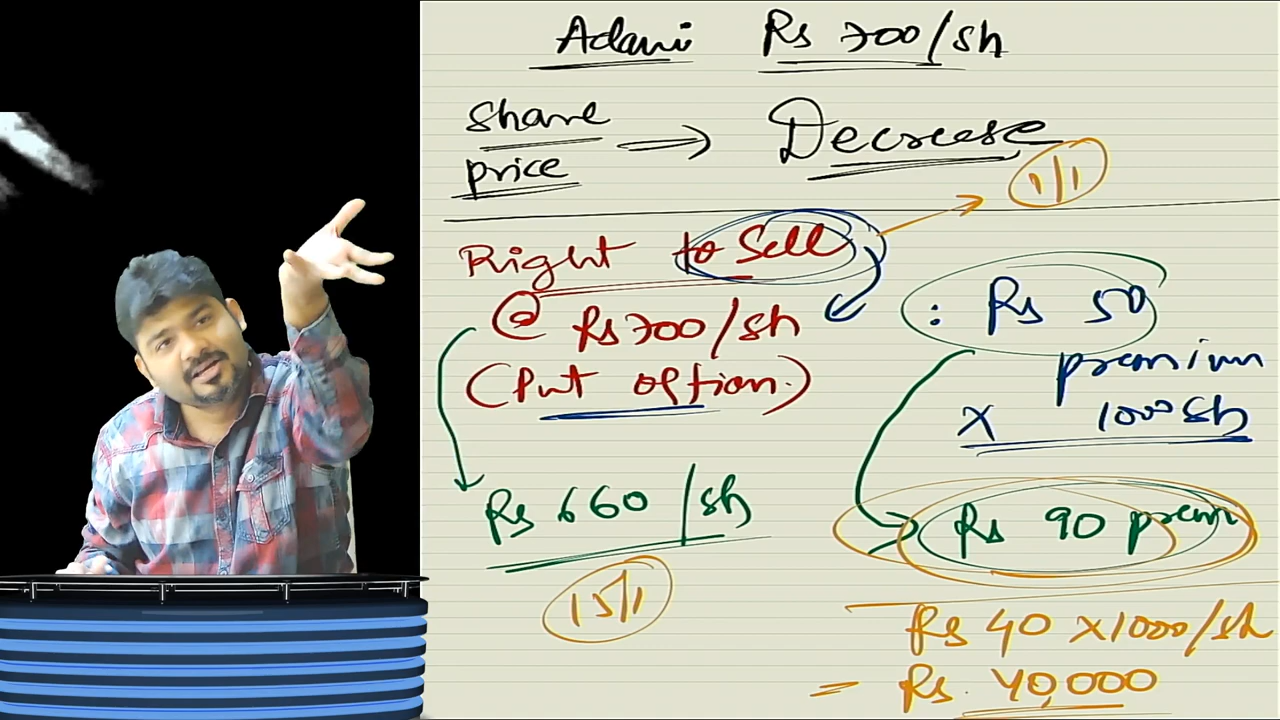 Adani Rs 700/sh
Share price ⇒ Decrease
1/1
Right to Sell
@ Rs 700/sh
(Put option.)
: Rs 50
premium
x 1000 sh
Rs 660/sh
15/1
Rs 90 prem
Rs 40 x 1000/sh
= Rs. 40,000